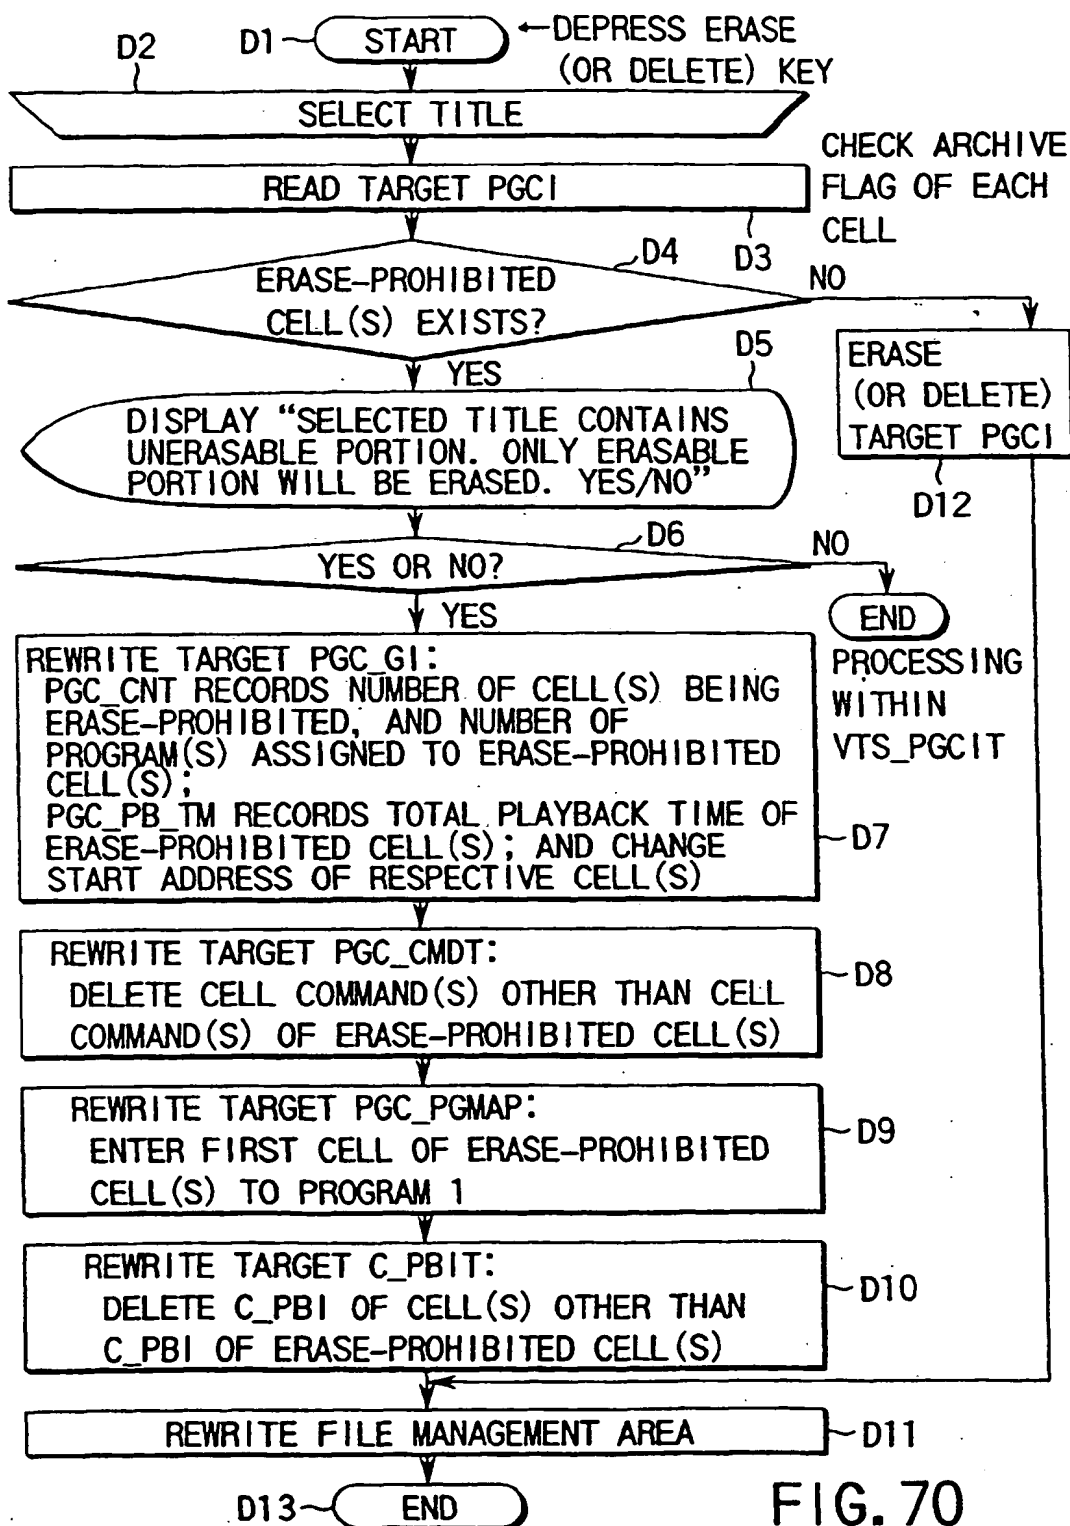 D1 START ←DEPRESS ERASE
(OR DELETE) KEY
D2
SELECT TITLE
READ TARGET PGCI
D3
CHECK ARCHIVE
FLAG OF EACH
CELL
D4
ERASE-PROHIBITED
CELL(S) EXISTS?
NO
YES
D5
DISPLAY “SELECTED TITLE CONTAINS
UNERASABLE PORTION. ONLY ERASABLE
PORTION WILL BE ERASED. YES/NO”
ERASE
(OR DELETE)
TARGET PGCI
D12
D6
YES OR NO?
NO
YES
END
PROCESSING
WITHIN
VTS_PGCIT
REWRITE TARGET PGC_GI:
PGC_CNT RECORDS NUMBER OF CELL(S) BEING
ERASE-PROHIBITED, AND NUMBER OF
PROGRAM(S) ASSIGNED TO ERASE-PROHIBITED
CELL(S);
PGC_PB_TM RECORDS TOTAL PLAYBACK TIME OF
ERASE-PROHIBITED CELL(S); AND CHANGE
START ADDRESS OF RESPECTIVE CELL(S)
D7
REWRITE TARGET PGC_CMDT:
DELETE CELL COMMAND(S) OTHER THAN CELL
COMMAND(S) OF ERASE-PROHIBITED CELL(S)
D8
REWRITE TARGET PGC_PGMAP:
ENTER FIRST CELL OF ERASE-PROHIBITED
CELL(S) TO PROGRAM 1
D9
REWRITE TARGET C_PBIT:
DELETE C_PBI OF CELL(S) OTHER THAN
C_PBI OF ERASE-PROHIBITED CELL(S)
D10
REWRITE FILE MANAGEMENT AREA
D11
D13 END
FIG. 70